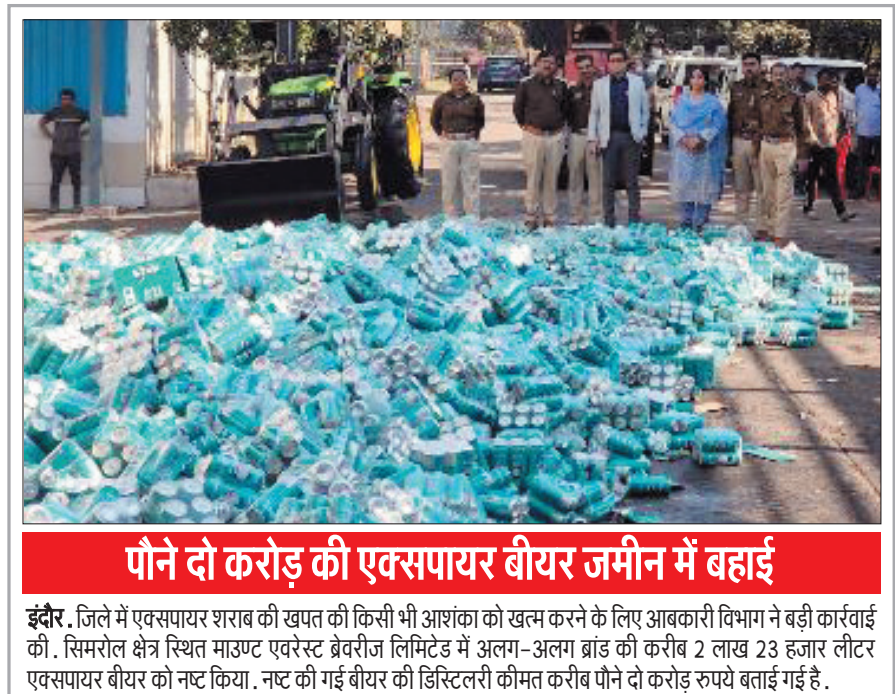 पौने दो करोड़ की एक्सपायर बीयर जमीन में बहाई
इंदौर. जिले में एक्सपायर शराब की खपत की किसी भी आशंका को खत्म करने के लिए आबकारी विभाग ने बड़ी कार्रवाई
की. सिमरोल क्षेत्र स्थित माउण्ट एवरेस्ट ब्रेवरीज लिमिटेड में अलग-अलग ब्रांड की करीब 2 लाख 23 हजार लीटर
एक्सपायर बीयर को नष्ट किया. नष्ट की गई बीयर की डिस्टिलरी कीमत करीब पौने दो करोड़ रुपये बताई गई है.